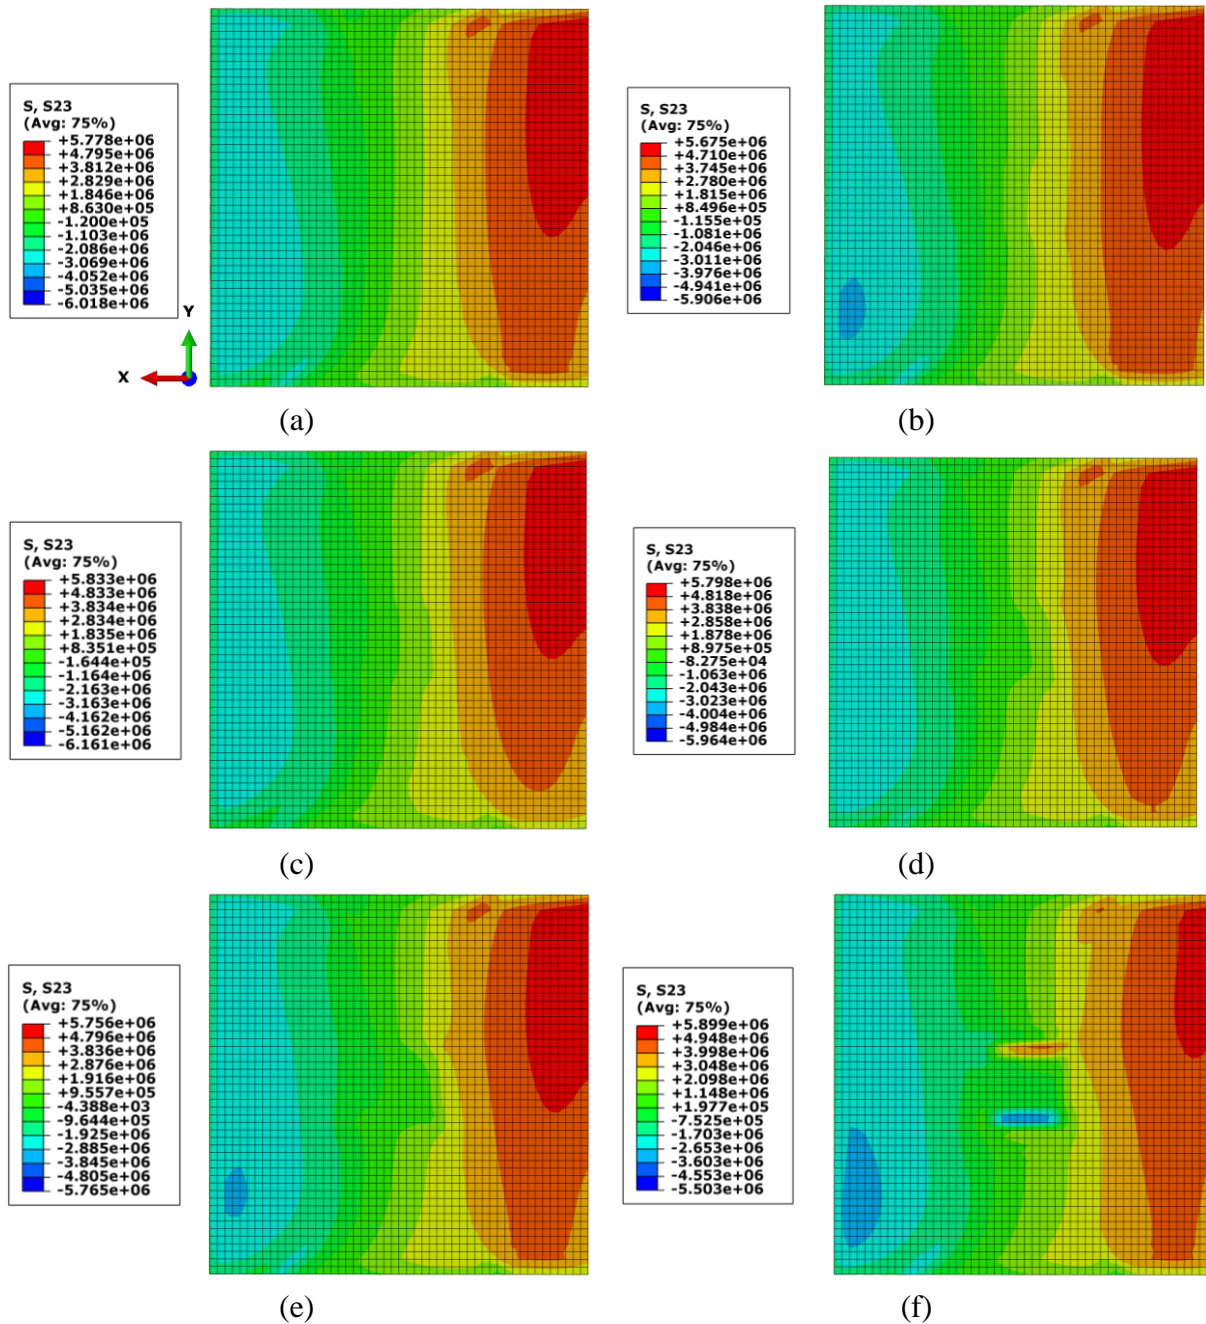 S, S23
(Avg: 75%)
+5.778e+06
+4.795e+06
+3.812e+06
+2.829e+06
+1.846e+06
+8.630e+05
-1.200e+05
-1.103e+06
-2.086e+06
-3.069e+06
-4.052e+06
-5.035e+06
-6.018e+06
Y
X
(a)
S, S23
(Avg: 75%)
+5.675e+06
+4.710e+06
+3.745e+06
+2.780e+06
+1.815e+06
+8.496e+05
-1.155e+05
-1.081e+06
-2.046e+06
-3.011e+06
-3.976e+06
-4.941e+06
-5.906e+06
(b)
S, S23
(Avg: 75%)
+5.833e+06
+4.833e+06
+3.834e+06
+2.834e+06
+1.835e+06
+8.351e+05
-1.644e+05
-1.164e+06
-2.163e+06
-3.163e+06
-4.162e+06
-5.162e+06
-6.161e+06
(c)
S, S23
(Avg: 75%)
+5.798e+06
+4.818e+06
+3.838e+06
+2.858e+06
+1.878e+06
+8.975e+05
-8.275e+04
-1.063e+06
-2.043e+06
-3.023e+06
-4.004e+06
-4.984e+06
-5.964e+06
(d)
S, S23
(Avg: 75%)
+5.756e+06
+4.796e+06
+3.836e+06
+2.876e+06
+1.916e+06
+9.557e+05
-4.388e+03
-9.644e+05
-1.925e+06
-2.885e+06
-3.845e+06
-4.805e+06
-5.765e+06
(e)
S, S23
(Avg: 75%)
+5.899e+06
+4.948e+06
+3.998e+06
+3.048e+06
+2.098e+06
+1.148e+06
+1.977e+05
-7.525e+05
-1.703e+06
-2.653e+06
-3.603e+06
-4.553e+06
-5.503e+06
(f)